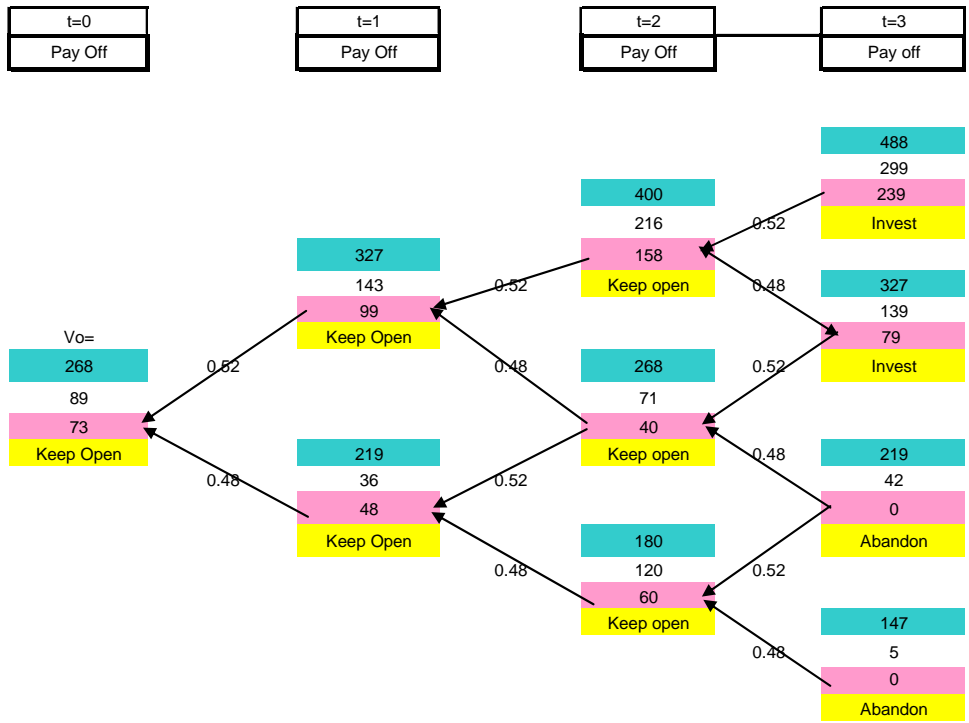 t=0
Pay Off
t=1
Pay Off
t=2
Pay Off
t=3
Pay off
Vo=
268
89
73
Keep Open
0.52
0.48
327
143
99
Keep Open
219
36
48
Keep Open
0.52
0.48
0.52
0.48
400
216
158
Keep open
268
71
40
Keep open
180
120
60
Keep open
0.52
0.48
0.52
0.48
0.52
0.48
488
299
239
Invest
327
139
79
Invest
219
42
0
Abandon
147
5
0
Abandon